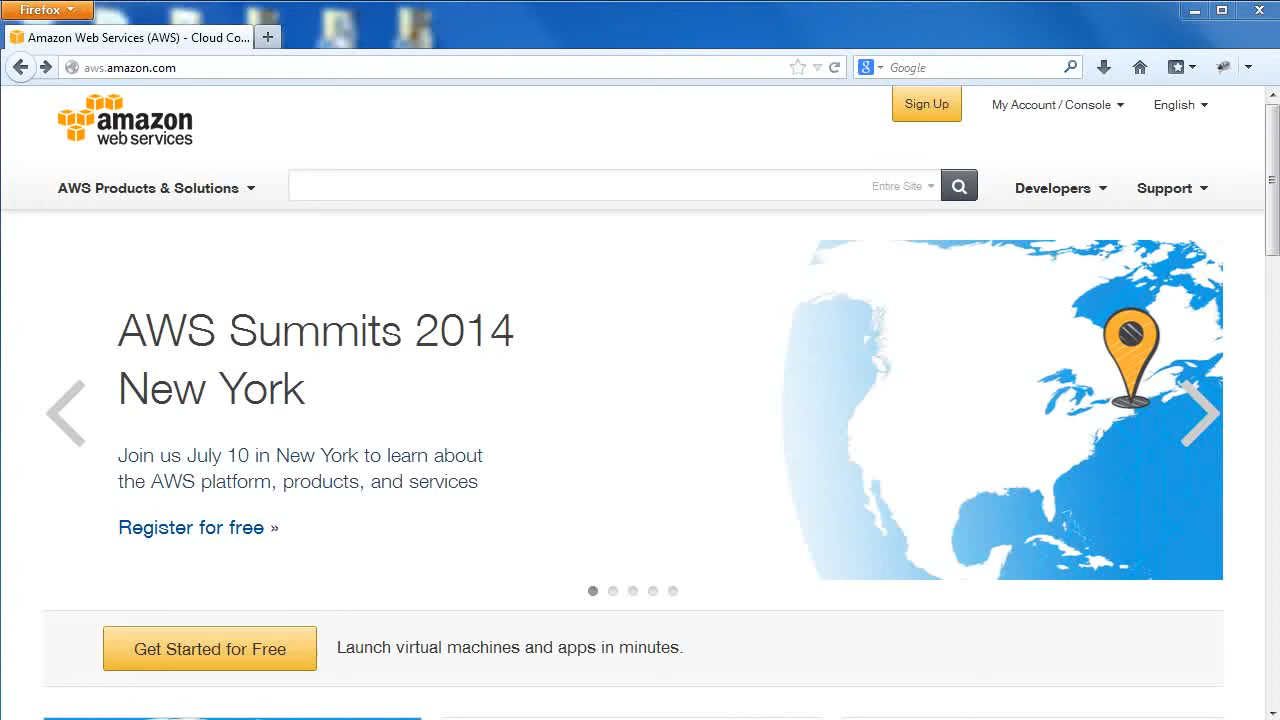 Firefox
Amazon Web Services (AWS) - Cloud Co...
aws.amazon.com
Google
amazon
web services
Sign Up
My Account / Console
English
AWS Products & Solutions
Entire Site
Developers
Support
AWS Summits 2014
New York
Join us July 10 in New York to learn about
the AWS platform, products, and services
Register for free »
Get Started for Free
Launch virtual machines and apps in minutes.